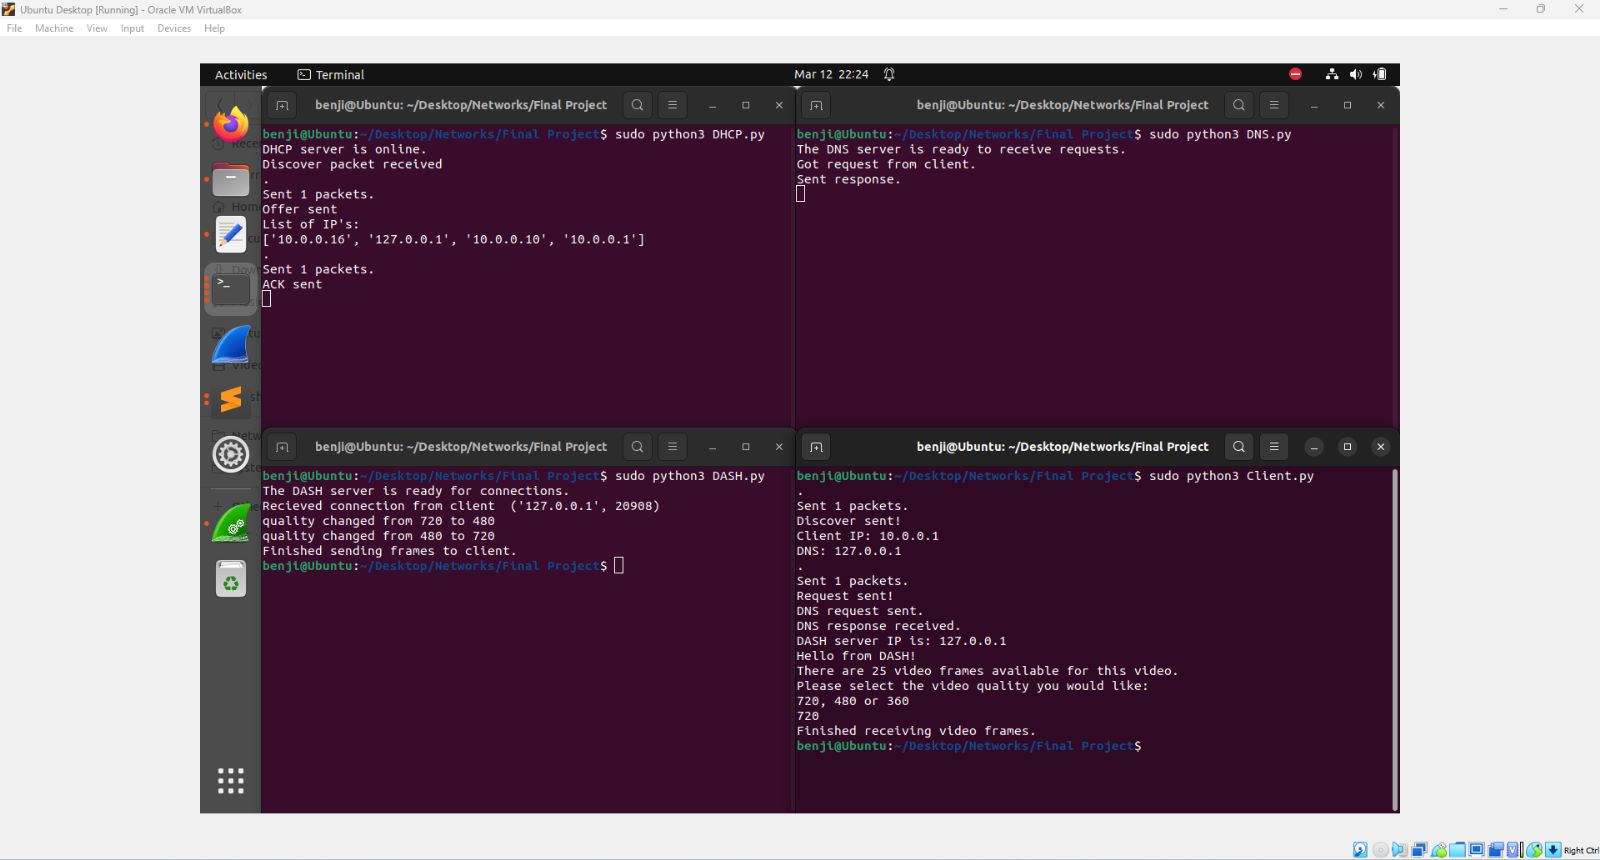 Ubuntu Desktop [Running] - Oracle VM VirtualBox
File Machine View Input Devices Help
Activities Terminal Mar 12 22:24
benji@Ubuntu: ~/Desktop/Networks/Final Project
benji@Ubuntu:~/Desktop/Networks/Final Project$ sudo python3 DHCP.py
DHCP server is online.
Discover packet received
.
Sent 1 packets.
Offer sent
List of IP's:
['10.0.0.16', '127.0.0.1', '10.0.0.10', '10.0.0.1']
.
Sent 1 packets.
ACK sent
benji@Ubuntu: ~/Desktop/Networks/Final Project
benji@Ubuntu:~/Desktop/Networks/Final Project$ sudo python3 DNS.py
The DNS server is ready to receive requests.
Got request from client.
Sent response.
benji@Ubuntu: ~/Desktop/Networks/Final Project
benji@Ubuntu:~/Desktop/Networks/Final Project$ sudo python3 DASH.py
The DASH server is ready for connections.
Recieved connection from client  ('127.0.0.1', 20908)
quality changed from 720 to 480
quality changed from 480 to 720
Finished sending frames to client.
benji@Ubuntu:~/Desktop/Networks/Final Project$
benji@Ubuntu: ~/Desktop/Networks/Final Project
benji@Ubuntu:~/Desktop/Networks/Final Project$ sudo python3 Client.py
.
Sent 1 packets.
Discover sent!
Client IP: 10.0.0.1
DNS: 127.0.0.1
.
Sent 1 packets.
Request sent!
DNS request sent.
DNS response received.
DASH server IP is: 127.0.0.1
Hello from DASH!
There are 25 video frames available for this video.
Please select the video quality you would like:
720, 480 or 360
720
Finished receiving video frames.
benji@Ubuntu:~/Desktop/Networks/Final Project$
Right Ctrl